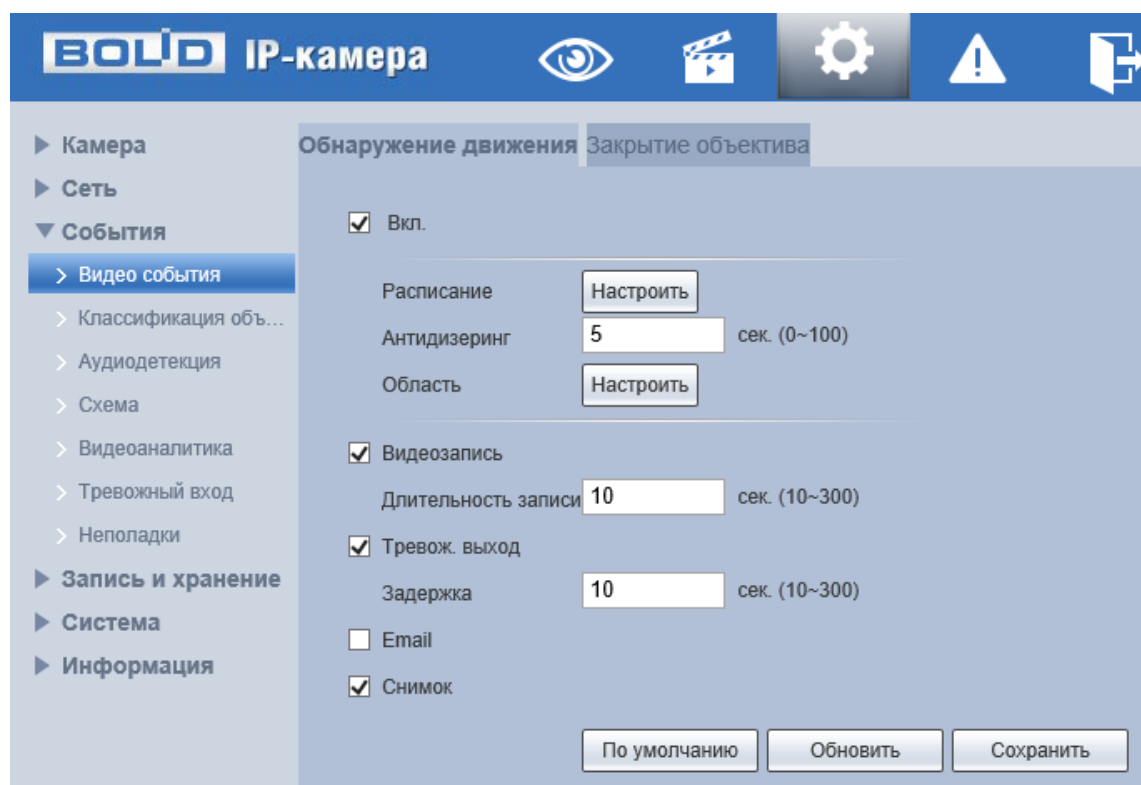 BOLID IP-камера
Камера
Сеть
События
Видео события
Классификация объ...
Аудиодетекция
Схема
Видеоаналитика
Тревожный вход
Неполадки
Запись и хранение
Система
Информация
Обнаружение движения Закрытие объектива
Вкл.
Расписание Настроить
Антидизеринг 5 сек. (0~100)
Область Настроить
Видеозапись
Длительность записи 10 сек. (10~300)
Тревож. выход
Задержка 10 сек. (10~300)
Email
Снимок
По умолчанию Обновить Сохранить